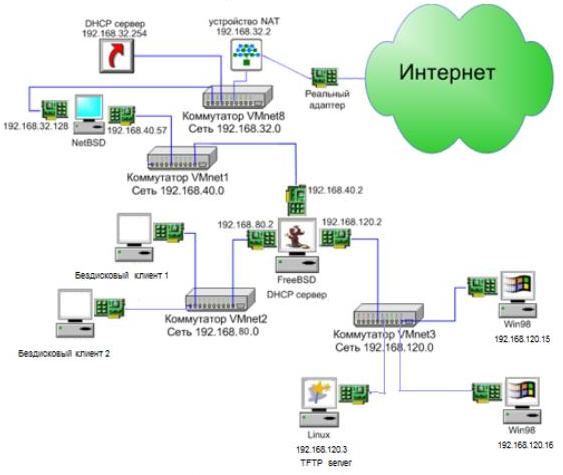 DHCP сервер
192.168.32.254
устройство NAT
192.168.32.2
Интернет
Реальный
адаптер
Коммутатор VMnet8
Сеть 192.168.32.0
192.168.32.128
192.168.40.57
NetBSD
Коммутатор VMnet1
Сеть 192.168.40.0
192.168.40.2
192.168.80.2
192.168.120.2
FreeBSD
DHCP сервер
Бездисковый клиент 1
Коммутатор VMnet2
Сеть 192.168.80.0
Бездисковый клиент 2
Коммутатор VMnet3
Сеть 192.168.120.0
Win98
192.168.120.15
Linux
192.168.120.3
TFTP server
Win98
192.168.120.16